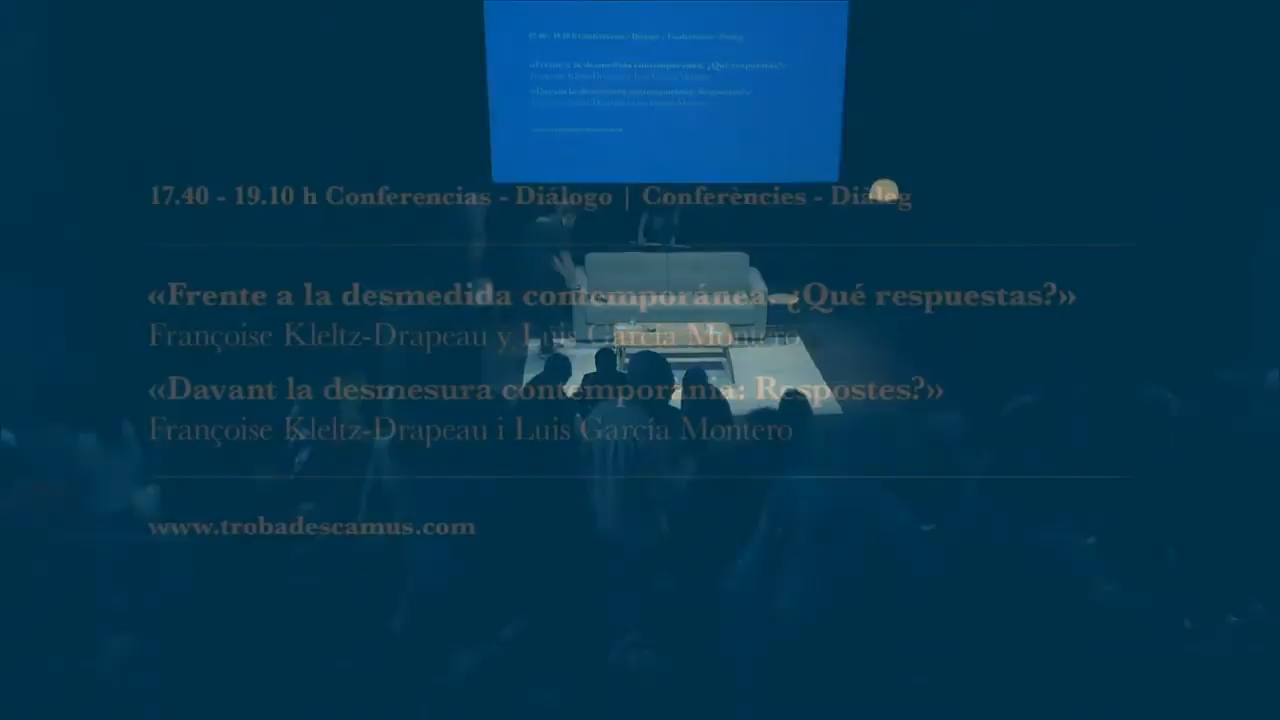 17.40 - 19.10 h Conferencias - Diálogo | Conferències - Diàleg
«Frente a la desmedida contemporánea. ¿Qué respuestas?»
Françoise Kleltz-Drapeau y Luis García Montero
«Davant la desmesura contemporània: Respostes?»
Françoise Kleltz-Drapeau i Luis García Montero
www.trobadescamus.com